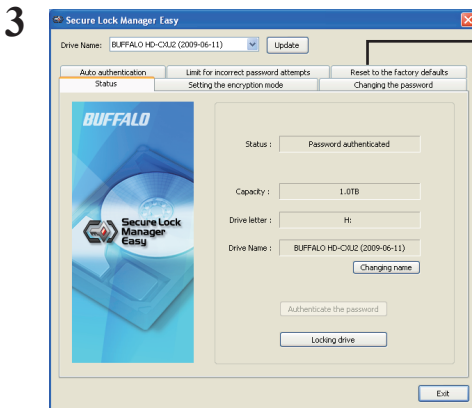 3
Secure Lock Manager Easy
Drive Name: BUFFALO HD-CXU2 (2009-06-11) Update
Auto authentication Limit for incorrect password attempts Reset to the factory defaults
Status Setting the encryption mode Changing the password
BUFFALO
Secure Lock
Manager
Easy
Status : Password authenticated
Capacity : 1.0TB
Drive letter : H:
Drive Name : BUFFALO HD-CXU2 (2009-06-11)
Changing name
Authenticate the password
Locking drive
Exit